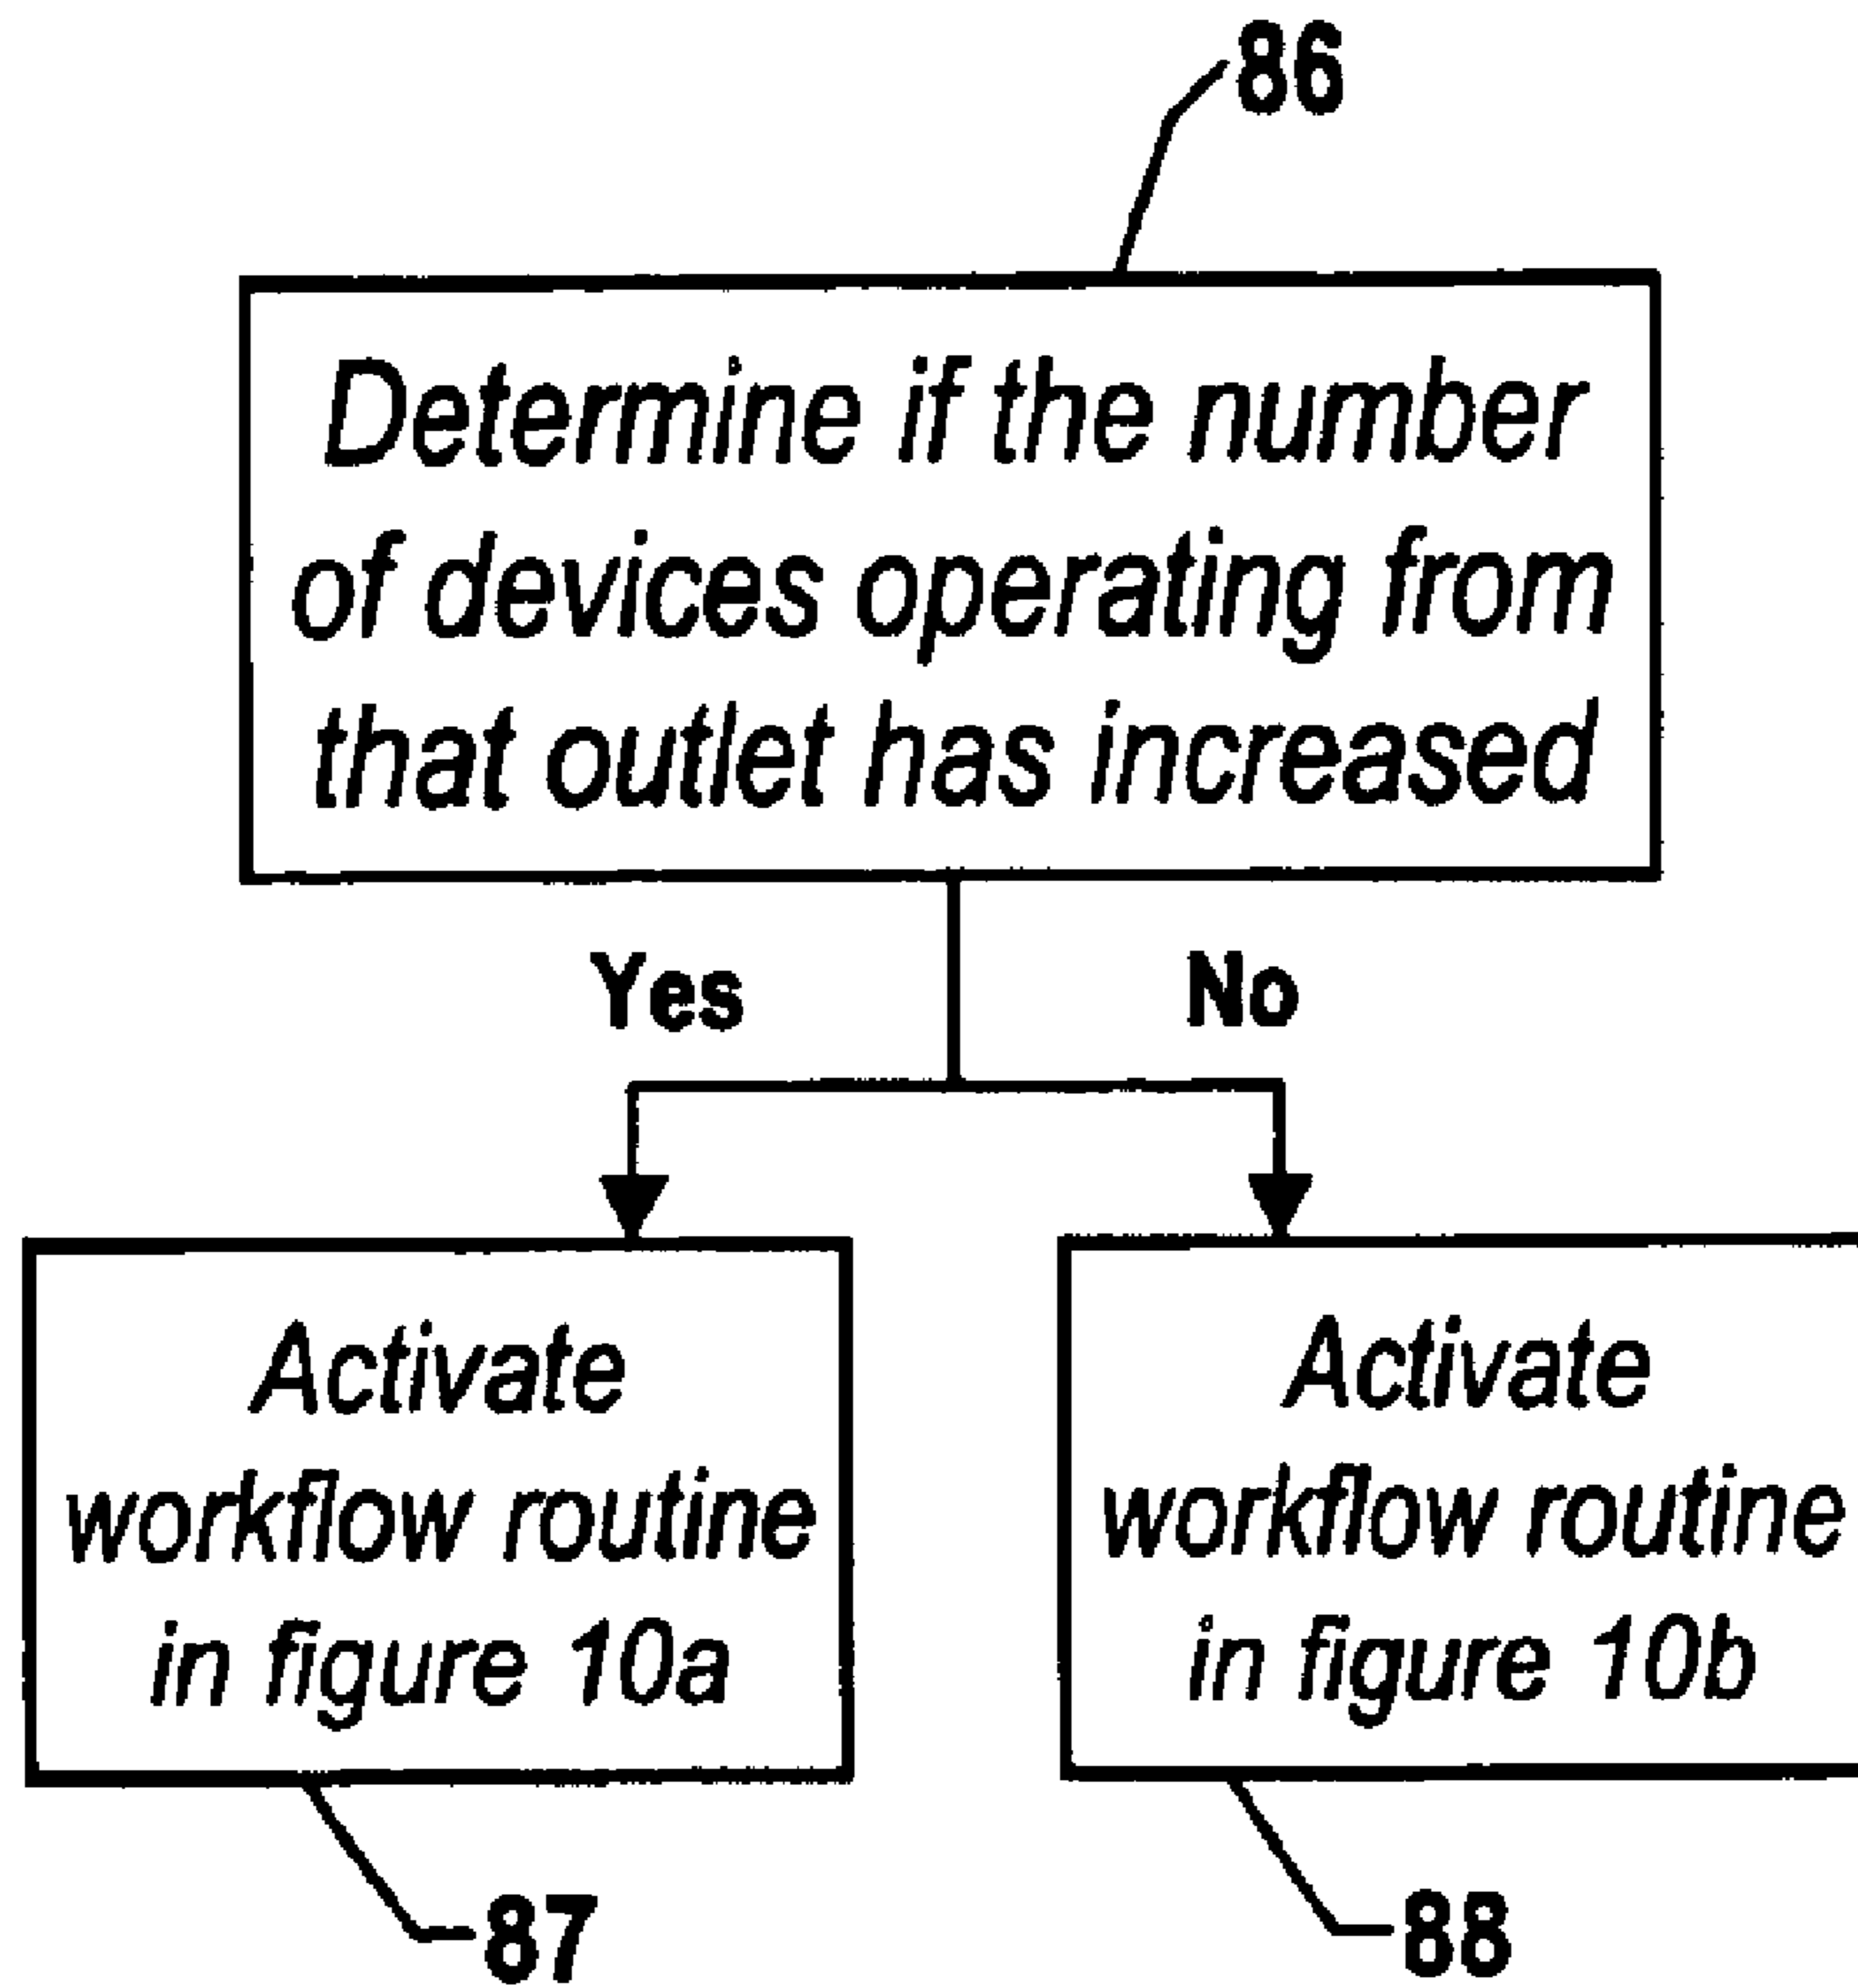 86
Determine if the number
of devices operating from
that outlet has increased
Yes
No
Activate
workflow routine
in figure 10a
Activate
workflow routine
in figure 10b
87
88